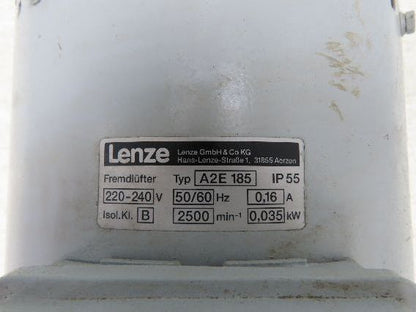 Lenze Lenze GmbH & Co KG
Hans-Lenze-Straße 1, 31855 Aerzen
Fremdlüfter Typ A2E 185 IP 55
220-240 V 50/60 Hz 0,16 A
Isol.Kl. B 2500 min⁻¹ 0,035 kW